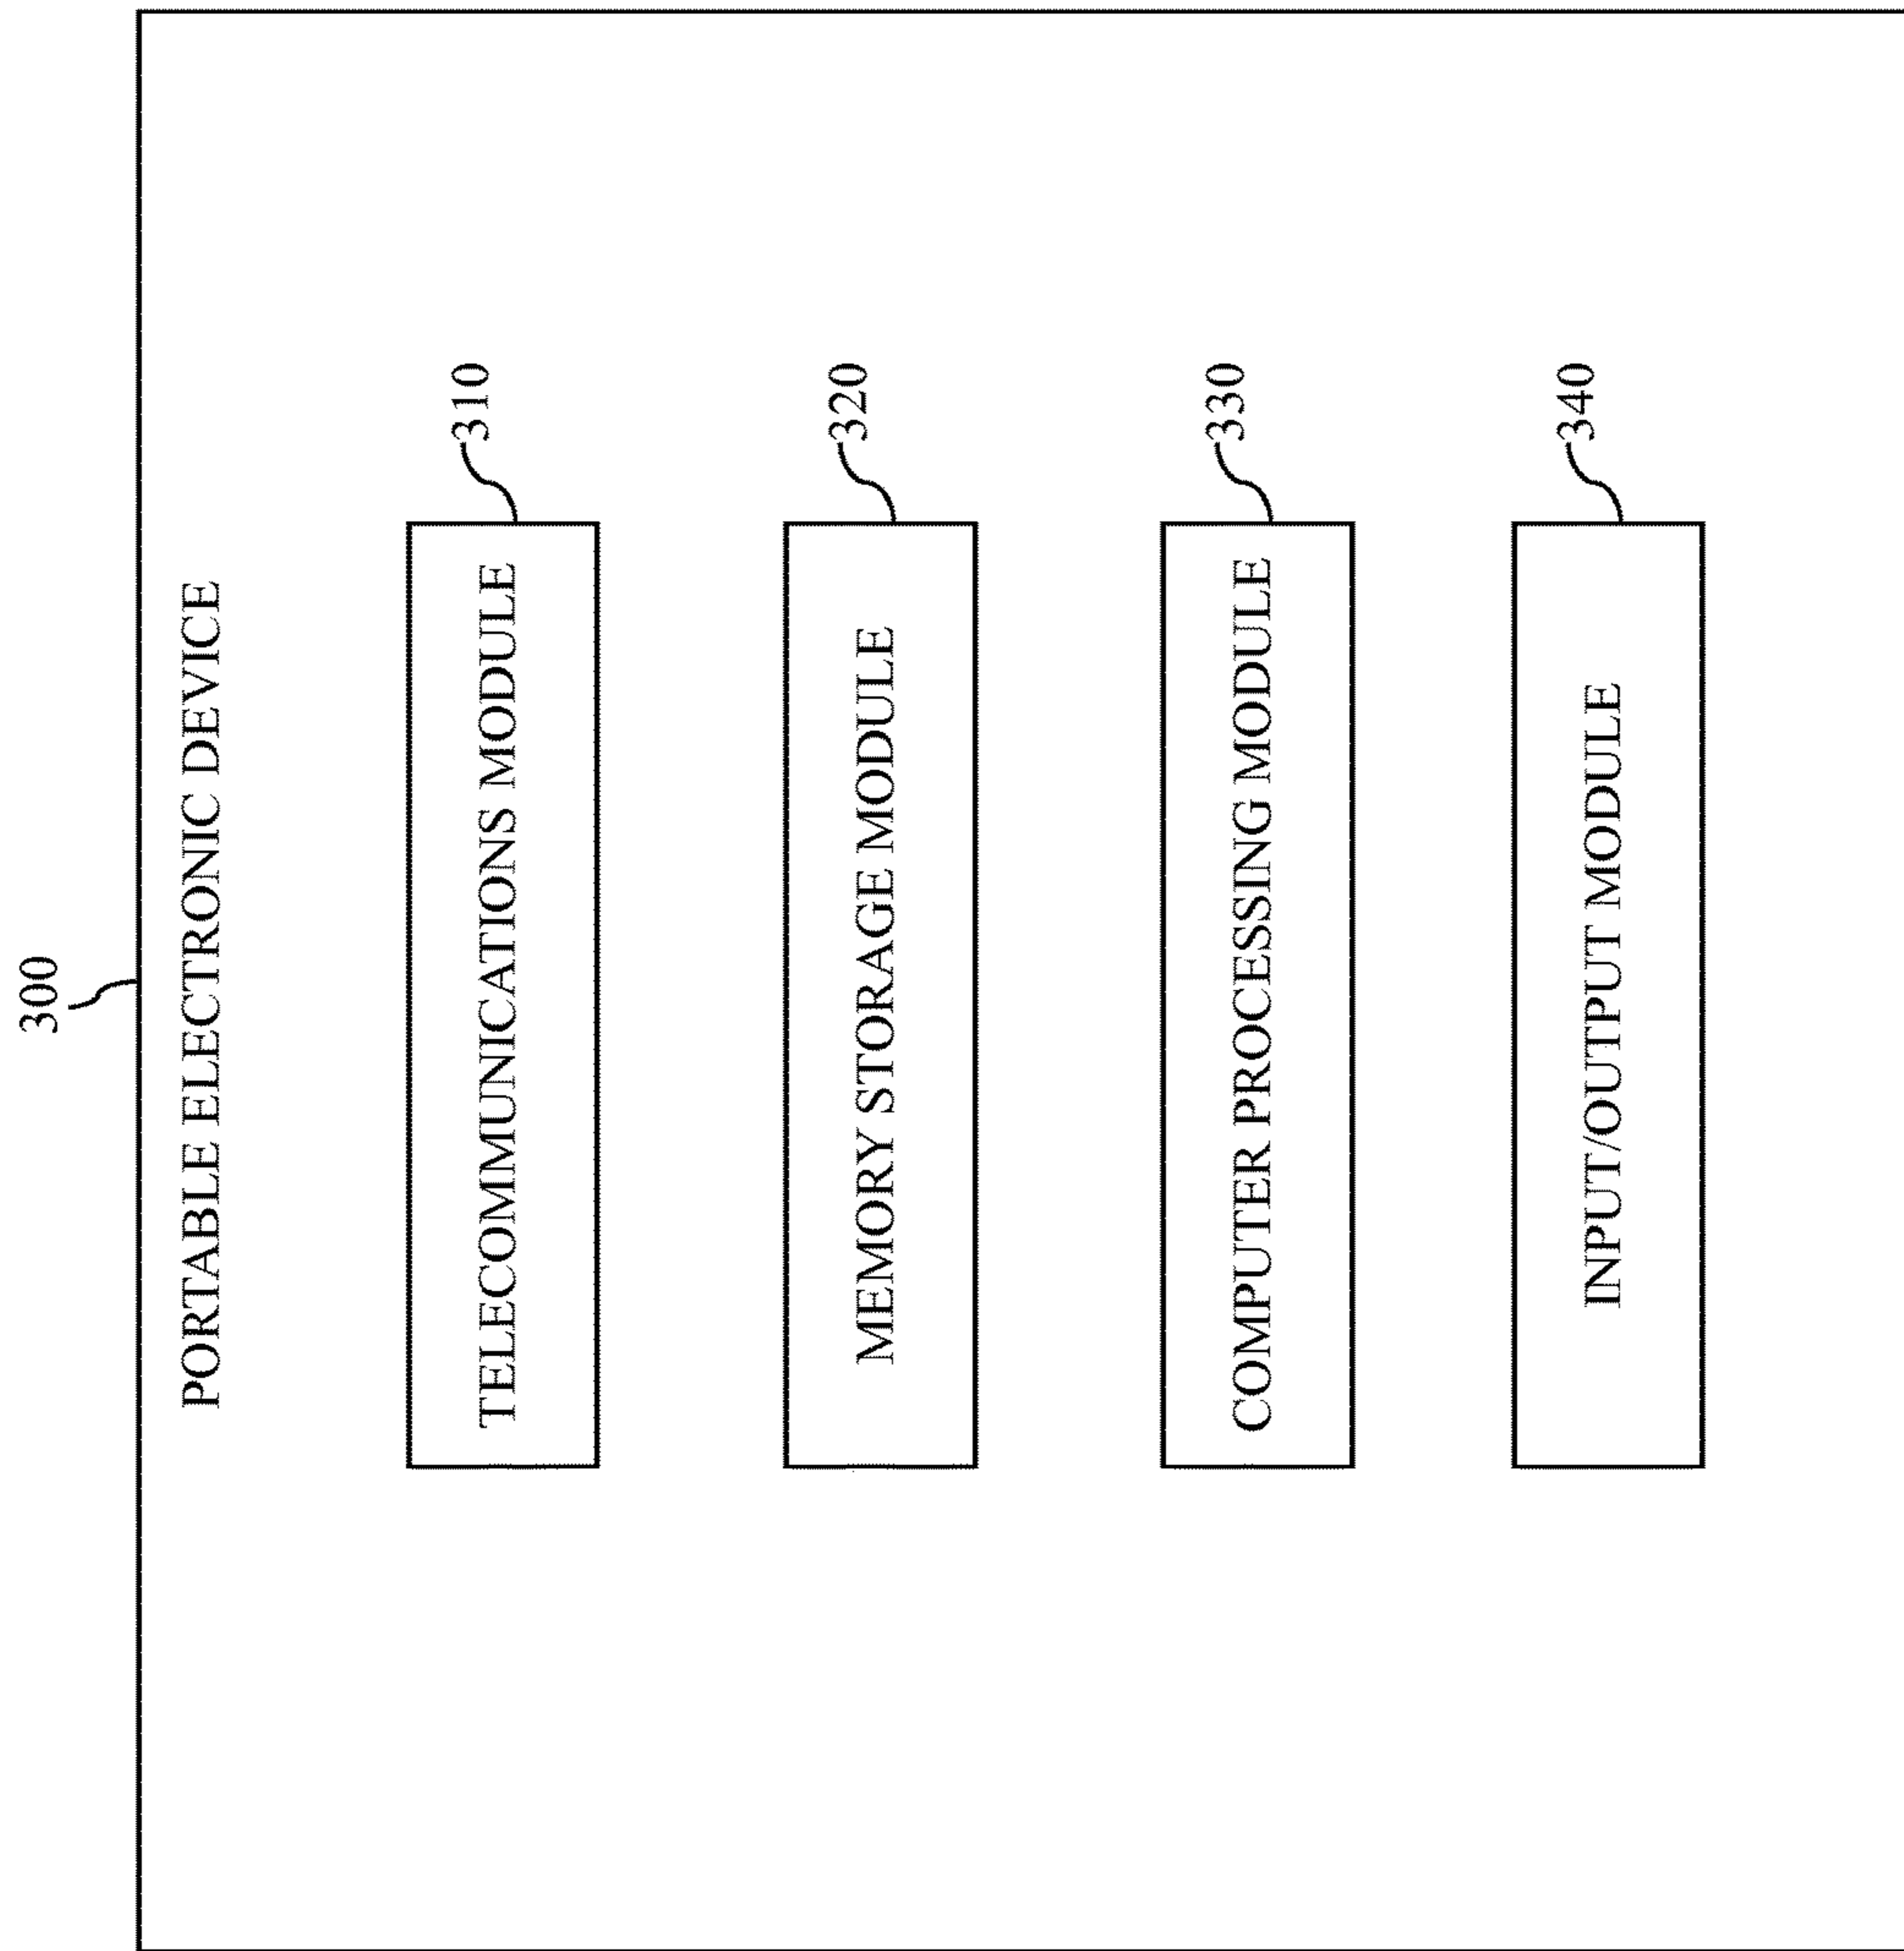 300
PORTABLE ELECTRONIC DEVICE
TELECOMMUNICATIONS MODULE
310
MEMORY STORAGE MODULE
320
COMPUTER PROCESSING MODULE
330
INPUT/OUTPUT MODULE
340